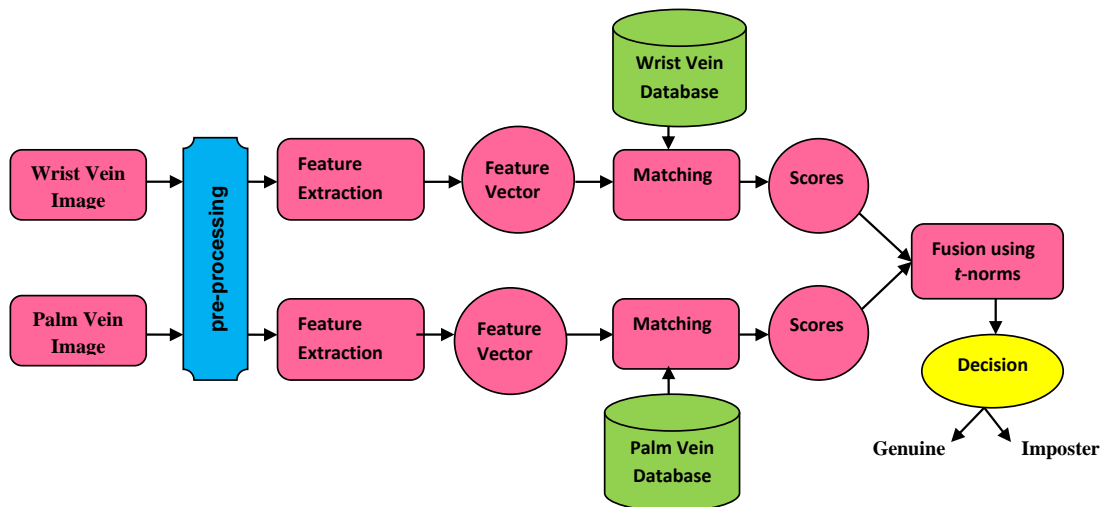 Wrist Vein
Database
Wrist Vein
Image
pre-processing
Feature
Extraction
Feature
Vector
Matching
Scores
Fusion using
t-norms
Palm Vein
Image
Feature
Extraction
Feature
Vector
Matching
Scores
Decision
Genuine
Imposter
Palm Vein
Database